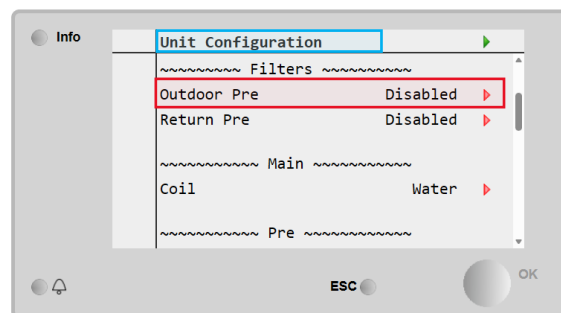 Info
Unit Configuration
~~~~~~~~~ Filters ~~~~~~~~~~
Outdoor Pre Disabled
Return Pre Disabled
~~~~~~~~~~~ Main ~~~~~~~~~~~
Coil Water
~~~~~~~~~~~ Pre ~~~~~~~~~~~~
ESC
OK